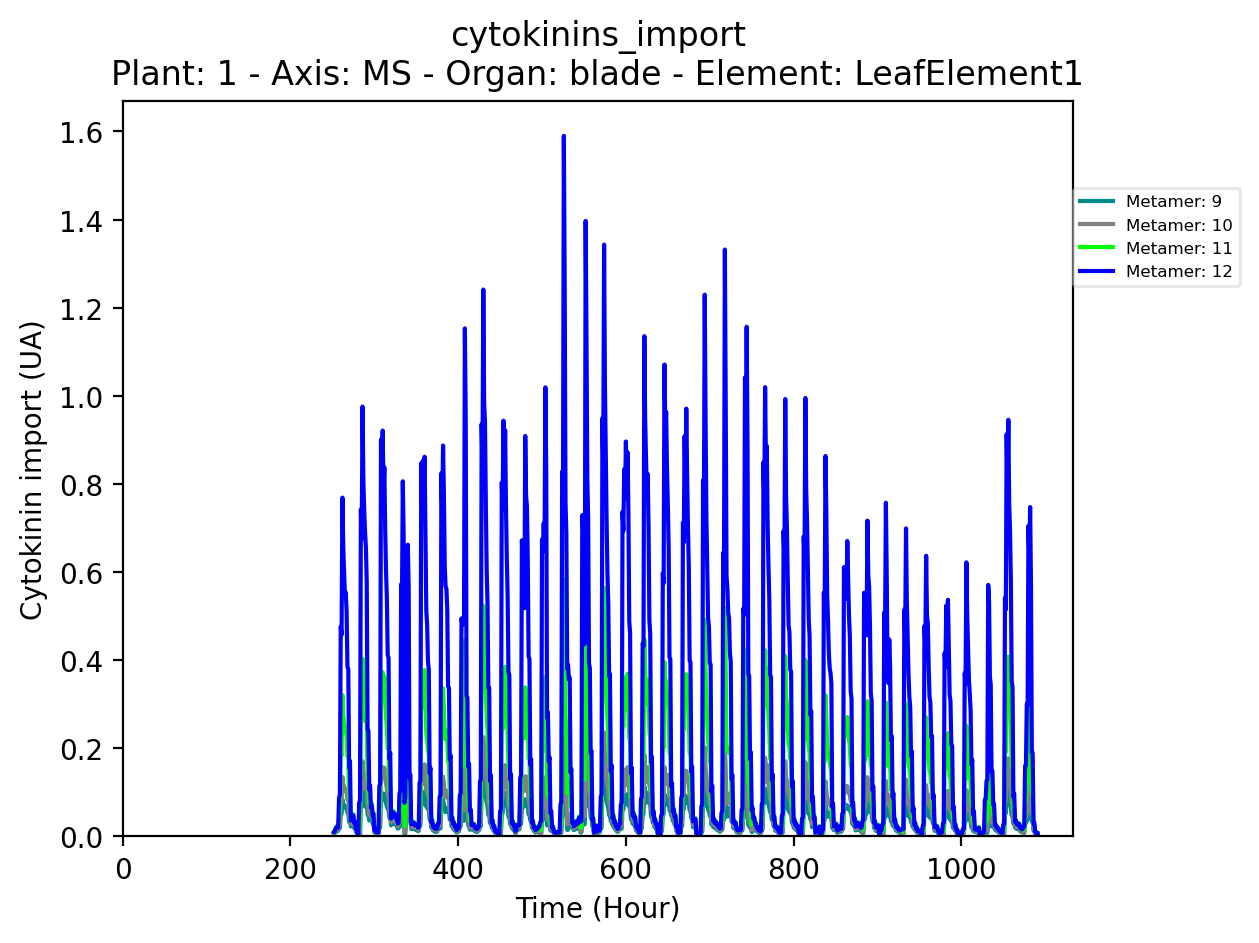 cytokinins_import
Plant: 1 - Axis: MS - Organ: blade - Element: LeafElement1
1.6
1.4
1.2
1.0
0.8
0.6
0.4
0.2
0.0
Cytokinin import (UA)
0 200 400 600 800 1000
Time (Hour)
Metamer: 9
Metamer: 10
Metamer: 11
Metamer: 12